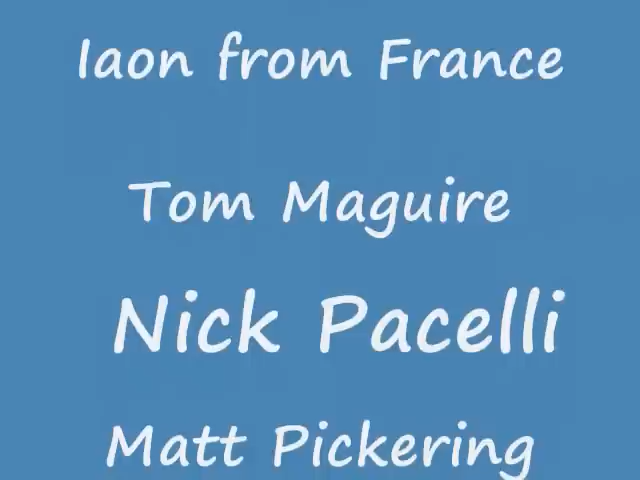 Iaon from France
Tom Maguire
Nick Pacelli
Matt Pickering